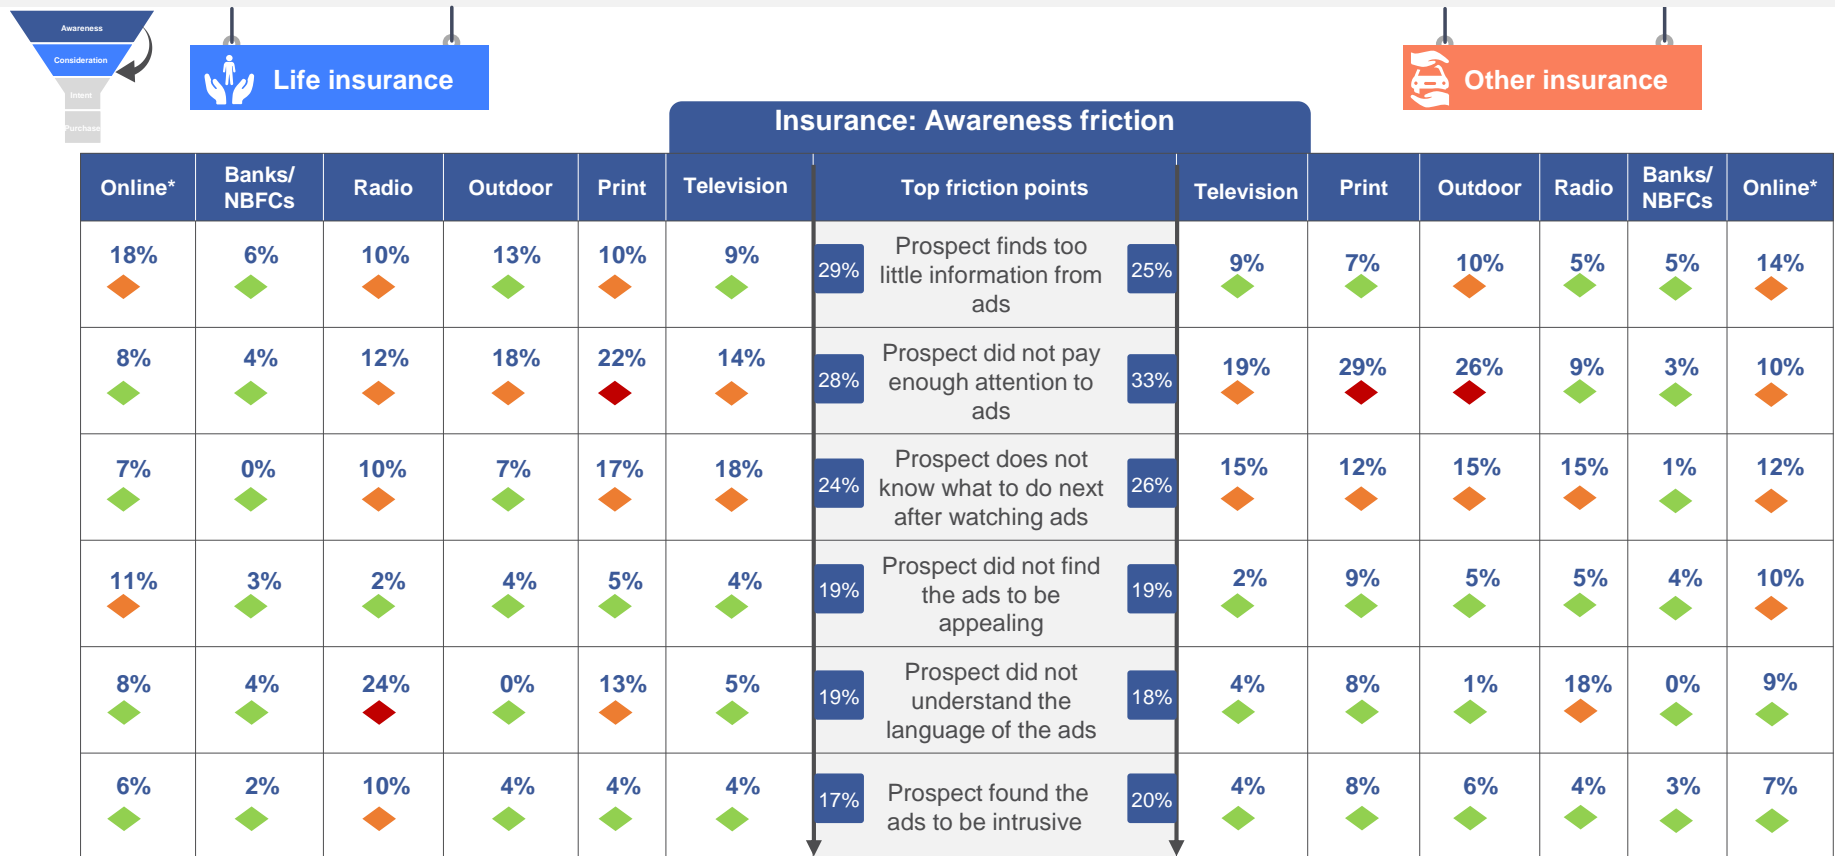 Awareness
Consideration
Intent
Purchase
Life insurance
Other insurance
Insurance: Awareness friction
Online*
Banks/
NBFCs
Radio
Outdoor
Print
Television
Top friction points
Television
Print
Outdoor
Radio
Banks/
NBFCs
Online*
18%
6%
10%
13%
10%
9%
29%
Prospect finds too
little information from
ads
25%
9%
7%
10%
5%
5%
14%
8%
4%
12%
18%
22%
14%
28%
Prospect did not pay
enough attention to
ads
33%
19%
29%
26%
9%
3%
10%
7%
0%
10%
7%
17%
18%
24%
Prospect does not
know what to do next
after watching ads
26%
15%
12%
15%
15%
1%
12%
11%
3%
2%
4%
5%
4%
19%
Prospect did not find
the ads to be
appealing
19%
2%
9%
5%
5%
4%
10%
8%
4%
24%
0%
13%
5%
19%
Prospect did not
understand the
language of the ads
18%
4%
8%
1%
18%
0%
9%
6%
2%
10%
4%
4%
4%
17%
Prospect found the
ads to be intrusive
20%
4%
8%
6%
4%
3%
7%